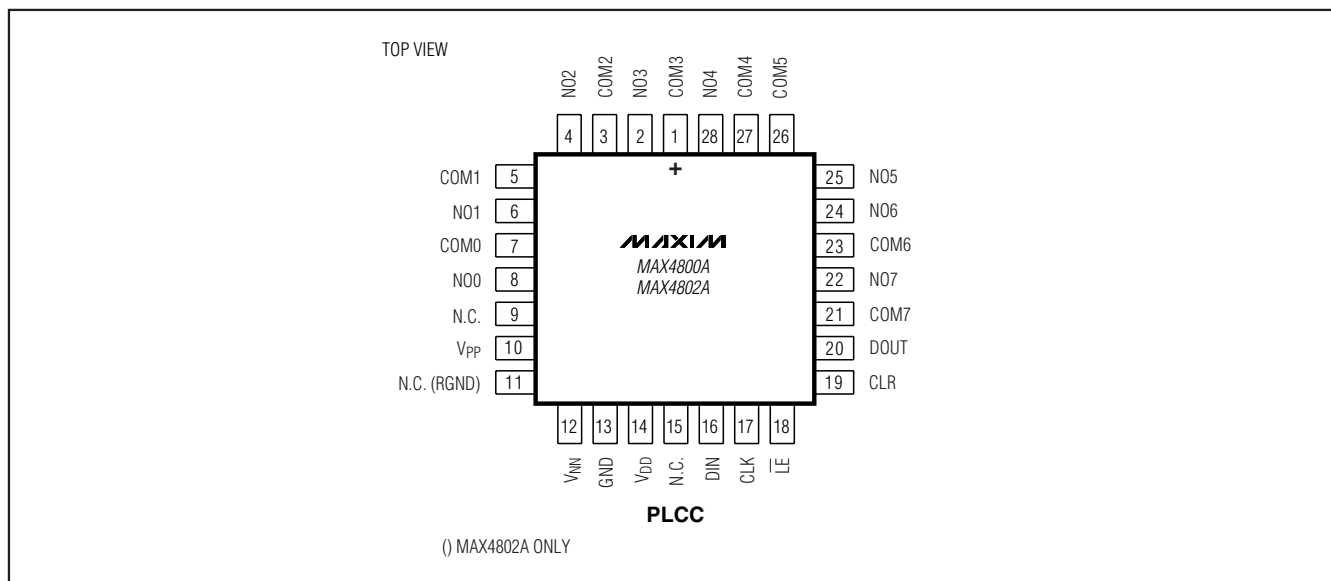 TOP VIEW
NO2 COM2 NO3 COM3 NO4 COM4 COM5
4 3 2 1 28 27 26
+
COM1 5
NO1 6
COM0 7
NO0 8
N.C. 9
VPP 10
N.C. (RGND) 11
MAXIM
MAX4800A
MAX4802A
25 NO5
24 NO6
23 COM6
22 NO7
21 COM7
20 DOUT
19 CLR
12 13 14 15 16 17 18
VNN GND VDD N.C. DIN CLK L̅E̅
PLCC
() MAX4802A ONLY